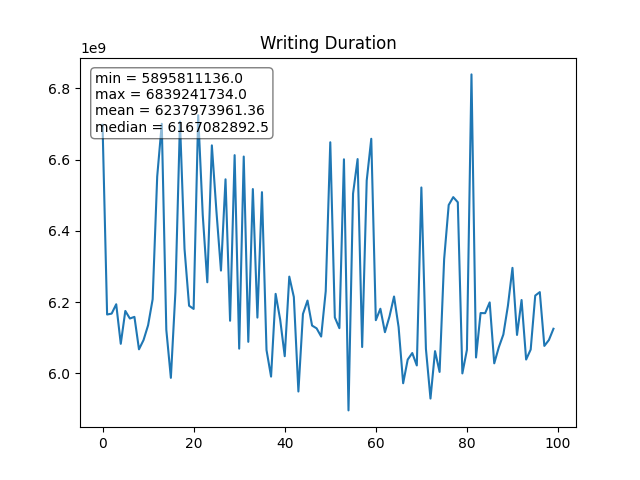 Writing Duration
1e9
min = 5895811136.0
max = 6839241734.0
mean = 6237973961.36
median = 6167082892.5
6.8
6.6
6.4
6.2
6.0
0 20 40 60 80 100